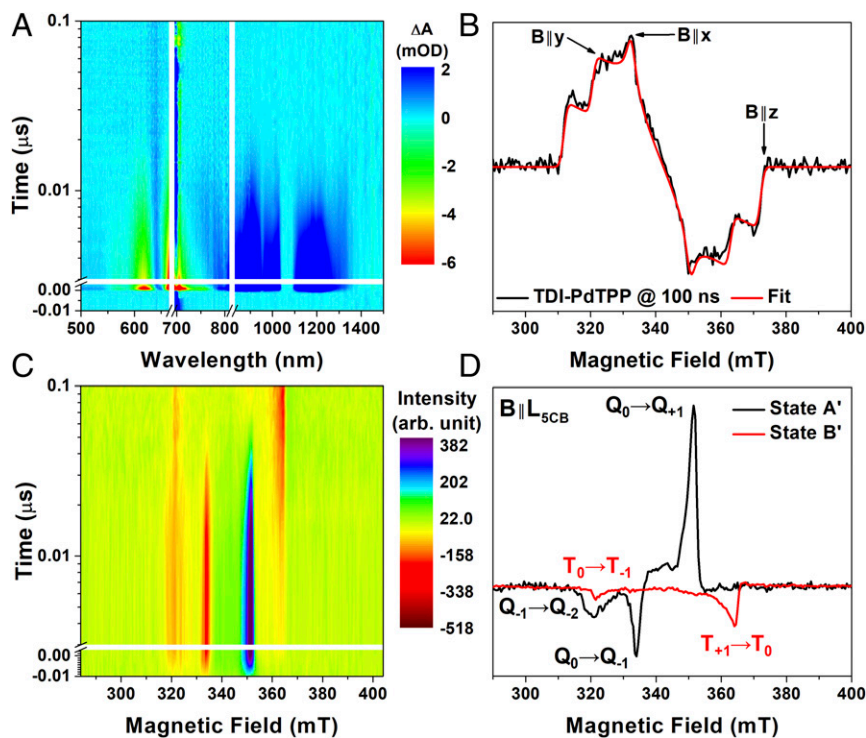 A
0.1
0.01
0.00
-0.01
Time (μs)
500 600 700 800 1000 1200 1400
Wavelength (nm)
ΔA
(mOD)
2
0
-2
-4
-6
B
B||y
B||x
B||z
TDI-PdTPP @ 100 ns
Fit
300 320 340 360 380 400
Magnetic Field (mT)
C
0.1
0.01
0.00
-0.01
Time (μs)
300 320 340 360 380 400
Magnetic Field (mT)
Intensity
(arb. unit)
382
202
22.0
-158
-338
-518
D
B||L5CB
Q0→Q+1
State A'
State B'
T0→T-1
Q-1→Q-2
Q0→Q-1
T+1→T0
300 320 340 360 380 400
Magnetic Field (mT)